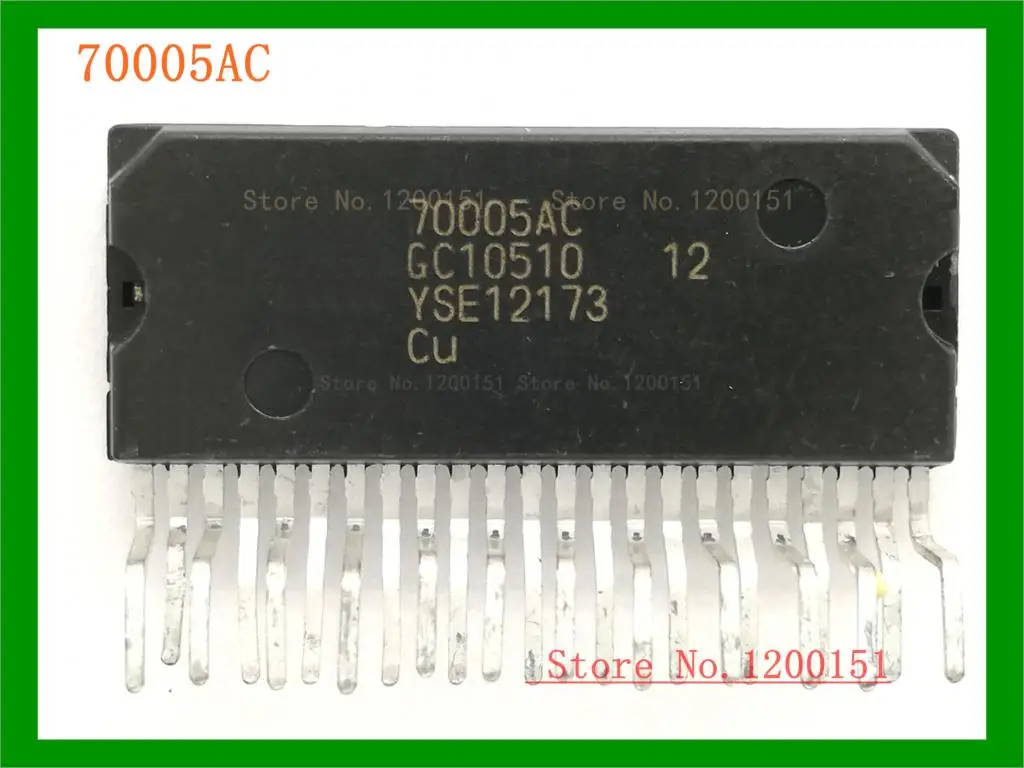 70005AC
Store No. 1200151 Store No. 1200151
70005AC
GC10510 12
YSE12173
Cu
Store No. 1200151 Store No. 1200151
Store No. 1200151